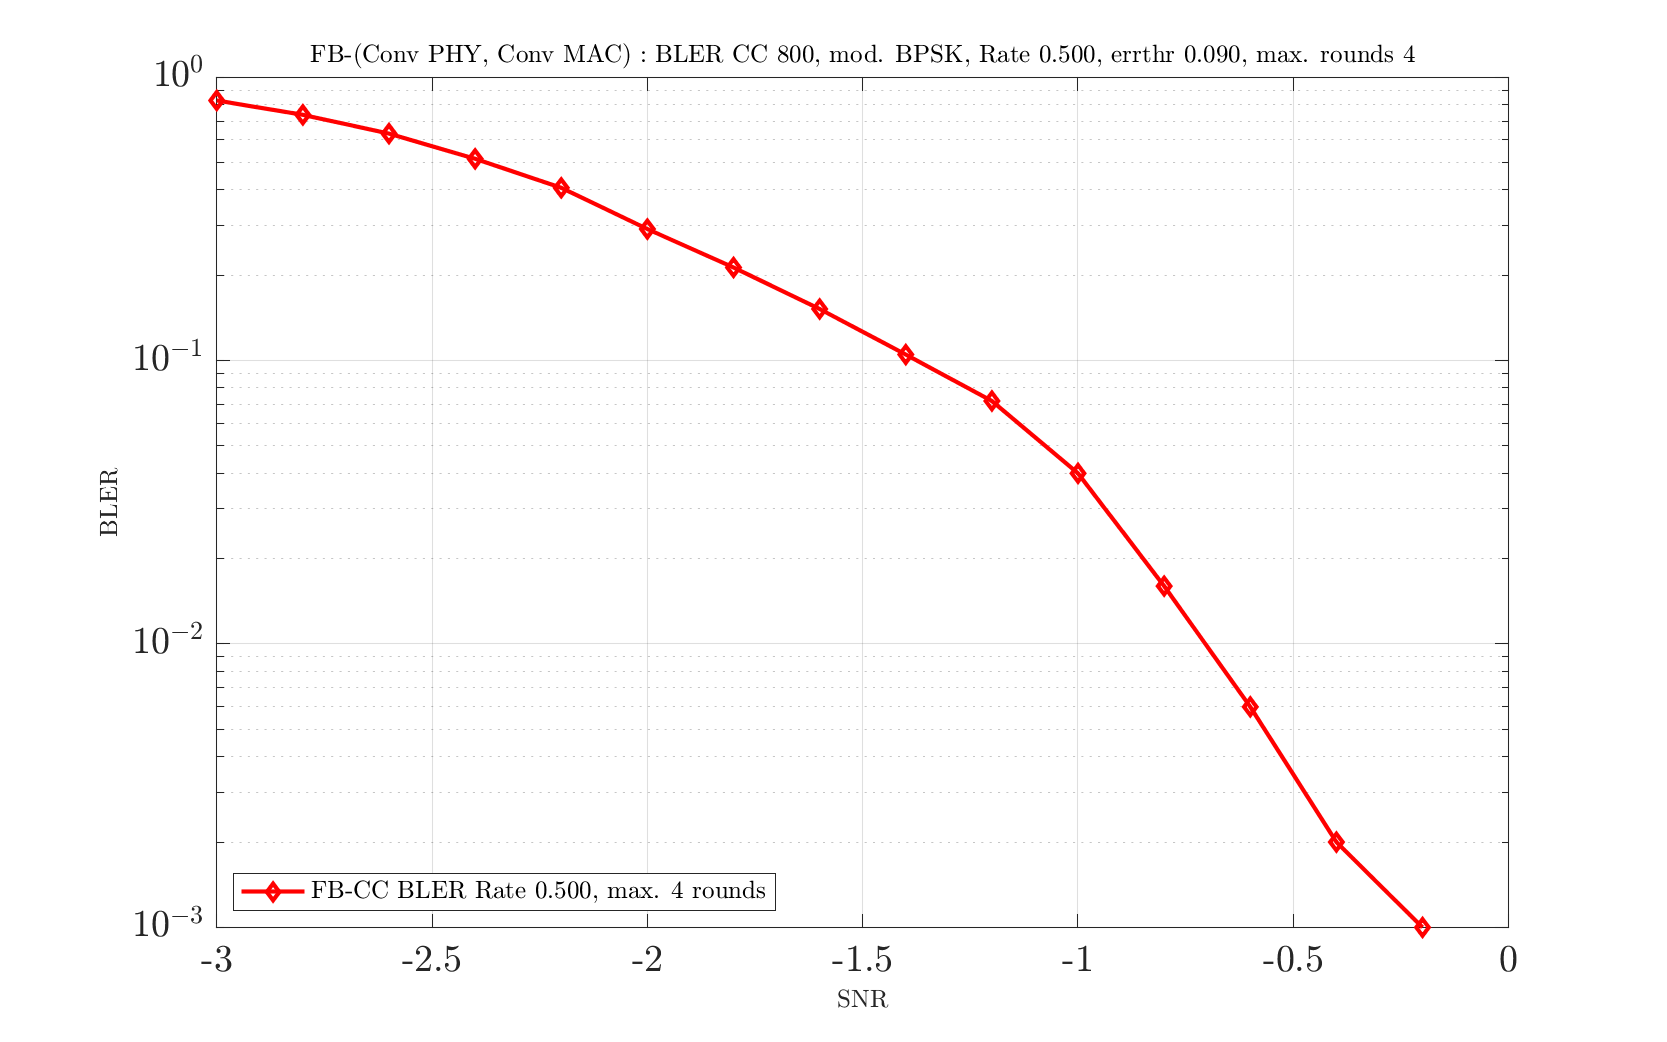 FB-(Conv PHY, Conv MAC) : BLER CC 800, mod. BPSK, Rate 0.500, errthr 0.090, max. rounds 4
10^0
10^{-1}
10^{-2}
10^{-3}
BLER
FB-CC BLER Rate 0.500, max. 4 rounds
-3 -2.5 -2 -1.5 -1 -0.5 0
SNR